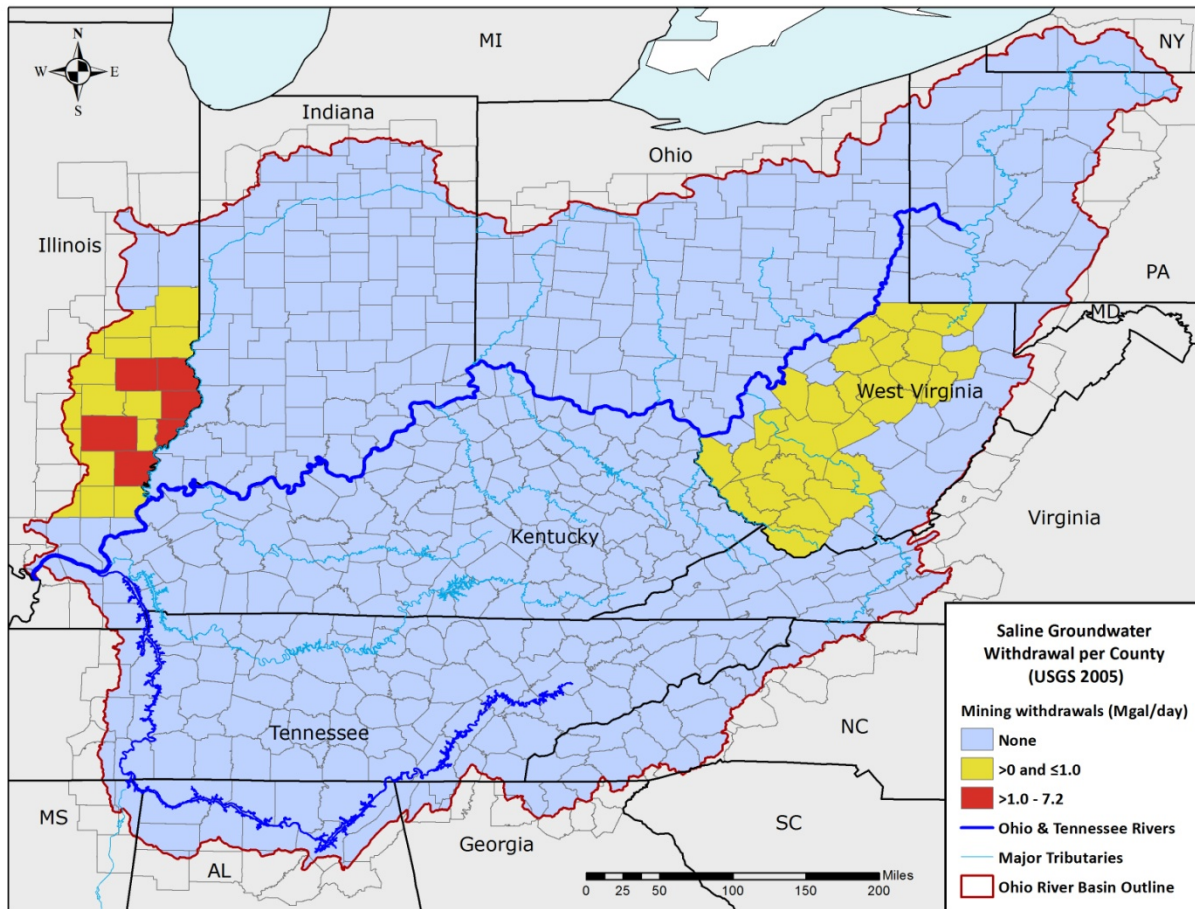 N
W E
S
MI
NY
Indiana
Ohio
Illinois
PA
MD
West Virginia
Virginia
Kentucky
Tennessee
NC
MS
AL
Georgia
SC
Saline Groundwater
Withdrawal per County
(USGS 2005)
Mining withdrawals (Mgal/day)
None
>0 and ≤1.0
>1.0 - 7.2
Ohio & Tennessee Rivers
Major Tributaries
Ohio River Basin Outline
Miles
0 25 50 100 150 200